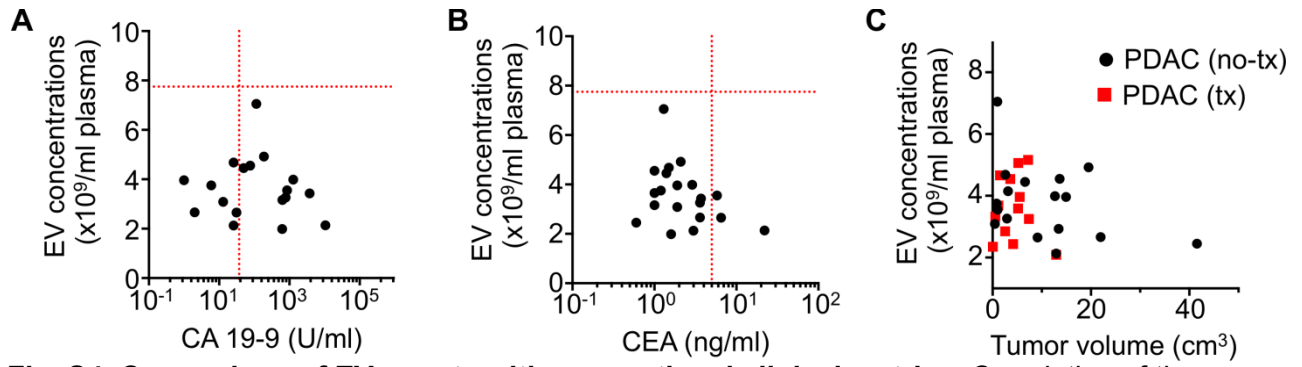 A
EV concentrations
(x10⁹/ml plasma)
10
8
6
4
2
0
10⁻¹ 10¹ 10³ 10⁵
CA 19-9 (U/ml)
B
EV concentrations
(x10⁹/ml plasma)
10
8
6
4
2
0
10⁻¹ 10⁰ 10¹ 10²
CEA (ng/ml)
C
EV concentrations
(x10⁹/ml plasma)
8
6
4
2
0 20 40
Tumor volume (cm³)
PDAC (no-tx)
PDAC (tx)